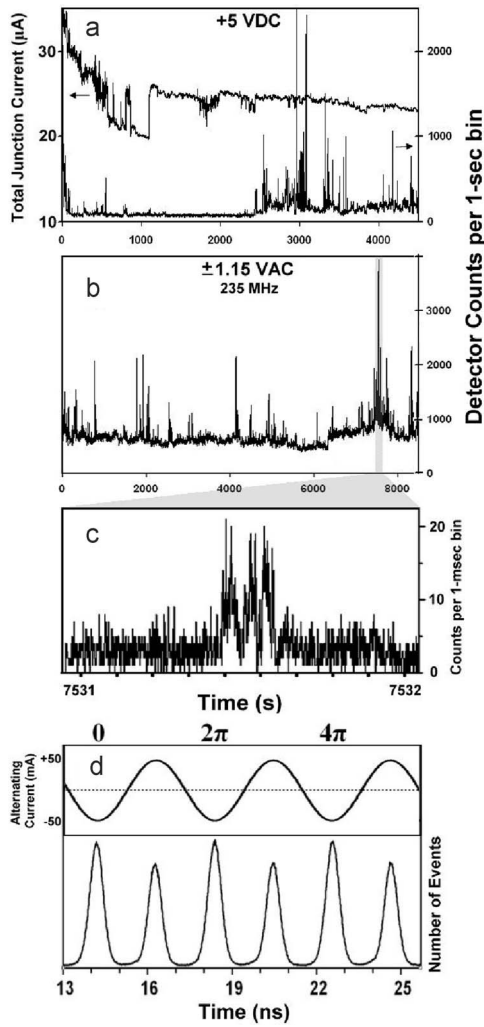 a
+5 VDC
Total Junction Current (µA)
30
20
10
2000
1000
0
0
1000
2000
3000
4000
b
±1.15 VAC
235 MHz
Detector Counts per 1-sec bin
3000
2000
1000
0
0
2000
4000
6000
8000
c
Counts per 1-msec bin
20
10
0
7531
Time (s)
7532
0
2π
4π
d
Alternating
Current (mA)
+50
-50
Number of Events
13
16
19
22
25
Time (ns)